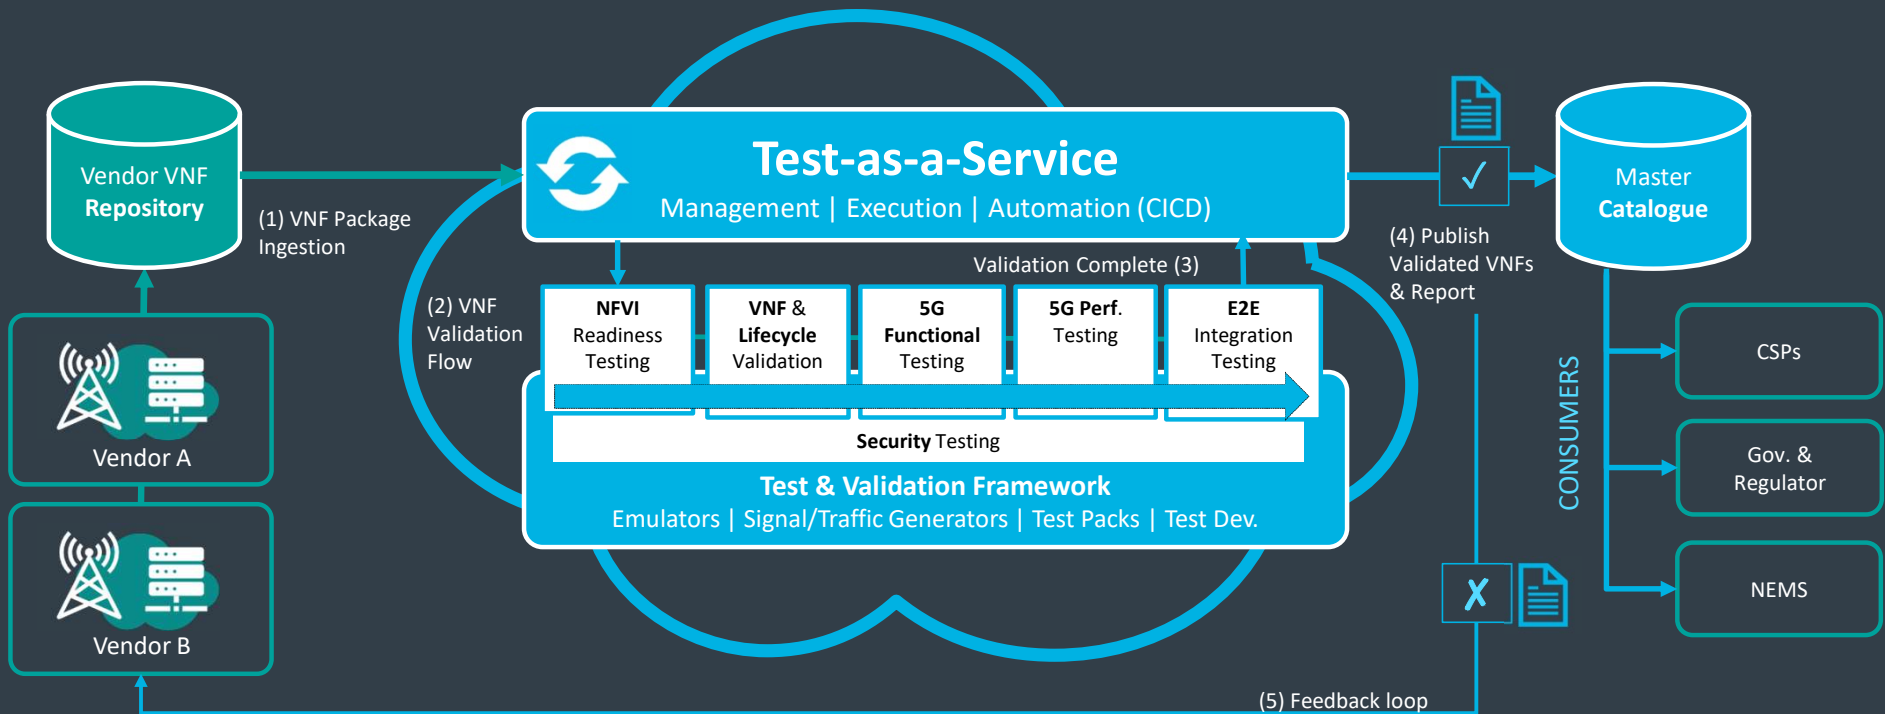 Vendor VNF
Repository
(1) VNF Package
Ingestion
Vendor A
Vendor B
Test-as-a-Service
Management | Execution | Automation (CICD)
(2) VNF
Validation
Flow
Validation Complete (3)
NFVI
Readiness
Testing
VNF &
Lifecycle
Validation
5G
Functional
Testing
5G Perf.
Testing
E2E
Integration
Testing
Security Testing
Test & Validation Framework
Emulators | Signal/Traffic Generators | Test Packs | Test Dev.
✓
(4) Publish
Validated VNFs
& Report
Master
Catalogue
CONSUMERS
CSPs
Gov. &
Regulator
NEMS
✗
(5) Feedback loop